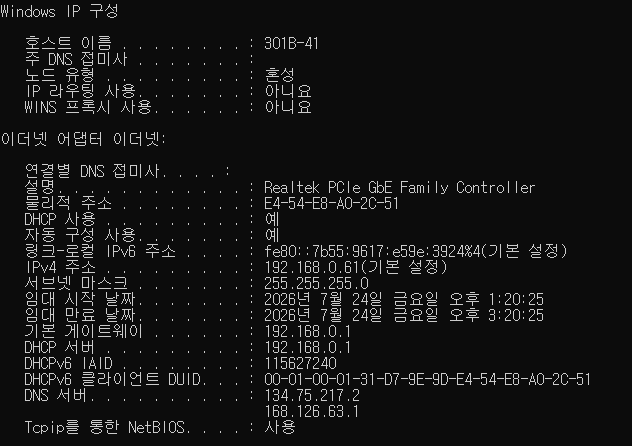 Windows IP 구성

   호스트 이름 . . . . . . . . : 301B-41
   주 DNS 접미사 . . . . . . . :
   노드 유형 . . . . . . . . . : 혼성
   IP 라우팅 사용. . . . . . . : 아니요
   WINS 프록시 사용. . . . . . : 아니요

이더넷 어댑터 이더넷:

   연결별 DNS 접미사. . . . :
   설명. . . . . . . . . . . . : Realtek PCIe GbE Family Controller
   물리적 주소 . . . . . . . . : E4-54-E8-A0-2C-51
   DHCP 사용 . . . . . . . . . : 예
   자동 구성 사용. . . . . . . : 예
   링크-로컬 IPv6 주소 . . . . : fe80::7b55:9617:e59e:3924%4(기본 설정)
   IPv4 주소 . . . . . . . . . : 192.168.0.61(기본 설정)
   서브넷 마스크 . . . . . . . : 255.255.255.0
   임대 시작 날짜. . . . . . . : 2026년 7월 24일 금요일 오후 1:20:25
   임대 만료 날짜. . . . . . . : 2026년 7월 24일 금요일 오후 3:20:25
   기본 게이트웨이 . . . . . . : 192.168.0.1
   DHCP 서버 . . . . . . . . . : 192.168.0.1
   DHCPv6 IAID . . . . . . . . : 115627240
   DHCPv6 클라이언트 DUID. . . : 00-01-00-01-31-D7-9E-9D-E4-54-E8-A0-2C-51
   DNS 서버. . . . . . . . . . : 134.75.217.2
                                 168.126.63.1
   Tcpip를 통한 NetBIOS. . . . : 사용